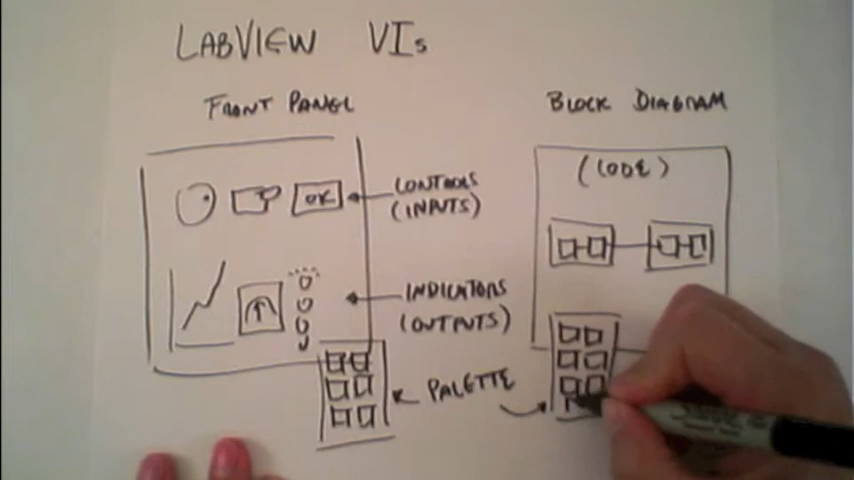 LABVIEW VIs
FRONT PANEL
BLOCK DIAGRAM
(CODE)
OK
CONTROLS
(INPUTS)
INDICATORS
(OUTPUTS)
PALETTE